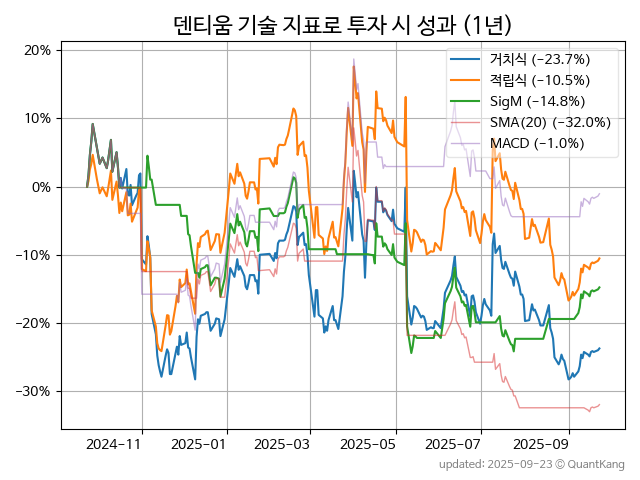 덴티움 기술 지표로 투자 시 성과 (1년)
거치식 (−23.7%)
적립식 (−10.5%)
SigM (−14.8%)
SMA(20) (−32.0%)
MACD (−1.0%)
20%
10%
0%
−10%
−20%
−30%
2024-11
2025-01
2025-03
2025-05
2025-07
2025-09
updated: 2025-09-23 ⓒ QuantKang